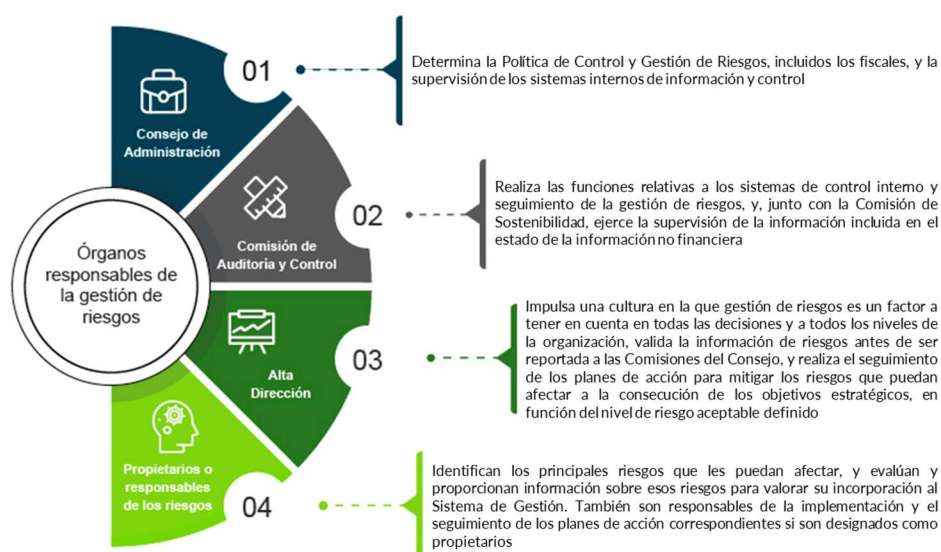 Órganos
responsables de
la gestión de
riesgos
01
Consejo de
Administración
Determina la Política de Control y Gestión de Riesgos, incluidos los fiscales, y la
supervisión de los sistemas internos de información y control
02
Comisión de
Auditoría y Control
Realiza las funciones relativas a los sistemas de control interno y
seguimiento de la gestión de riesgos, y, junto con la Comisión de
Sostenibilidad, ejerce la supervisión de la información incluida en el
estado de la información no financiera
03
Alta
Dirección
Impulsa una cultura en la que gestión de riesgos es un factor a
tener en cuenta en todas las decisiones y a todos los niveles de
la organización, valida la información de riesgos antes de ser
reportada a las Comisiones del Consejo, y realiza el seguimiento
de los planes de acción para mitigar los riesgos que puedan
afectar a la consecución de los objetivos estratégicos, en
función del nivel de riesgo aceptable definido
04
Propietarios o
responsables
de los riesgos
Identifican los principales riesgos que les puedan afectar, y evalúan y
proporcionan información sobre esos riesgos para valorar su incorporación al
Sistema de Gestión. También son responsables de la implementación y el
seguimiento de los planes de acción correspondientes si son designados como
propietarios